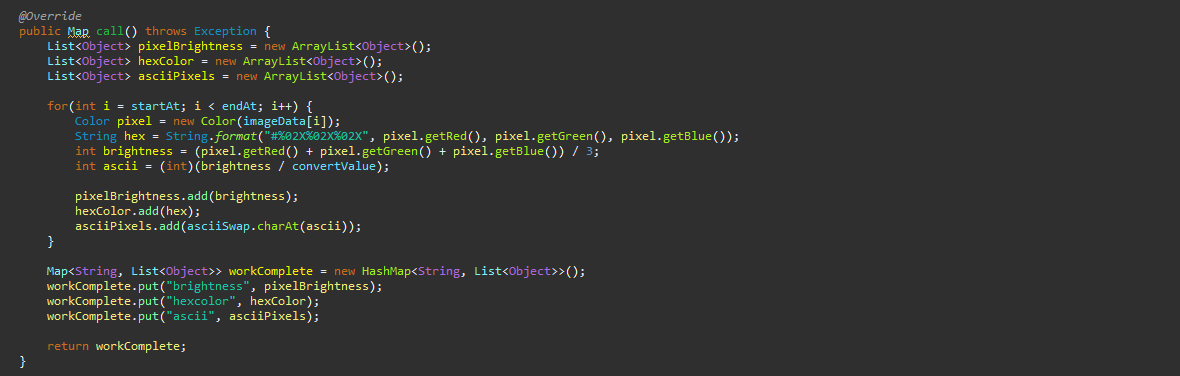 @Override
public Map call() throws Exception {
List<Object> pixelBrightness = new ArrayList<Object>();
List<Object> hexColor = new ArrayList<Object>();
List<Object> asciiPixels = new ArrayList<Object>();
for(int i = startAt; i < endAt; i++) {
Color pixel = new Color(imageData[i]);
String hex = String.format("#%02X%02X%02X", pixel.getRed(), pixel.getGreen(), pixel.getBlue());
int brightness = (pixel.getRed() + pixel.getGreen() + pixel.getBlue()) / 3;
int ascii = (int)(brightness / convertValue);
pixelBrightness.add(brightness);
hexColor.add(hex);
asciiPixels.add(asciiSwap.charAt(ascii));
}
Map<String, List<Object>> workComplete = new HashMap<String, List<Object>>();
workComplete.put("brightness", pixelBrightness);
workComplete.put("hexcolor", hexColor);
workComplete.put("ascii", asciiPixels);
return workComplete;
}